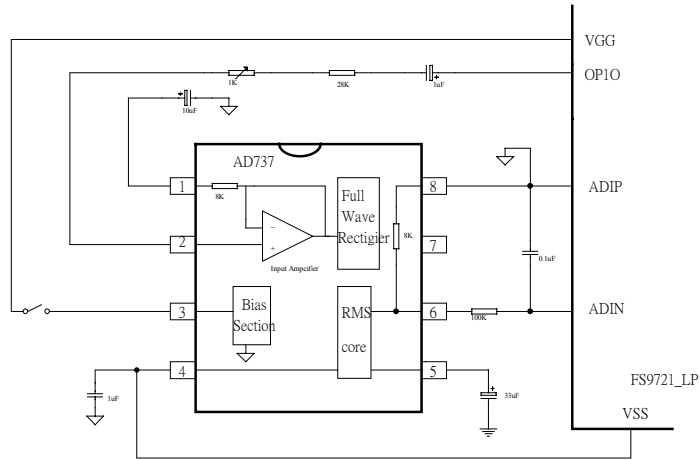 VGG
OP1O
1K
28K
1uF
10uF
AD737
1
8K
Full
Wave
Rectigier
8
ADIP
2
−
+
8K
7
Input Ampcifier
0.1uF
3
Bias
Section
RMS
core
6
100K
ADIN
4
5
1uF
33uF
FS9721_LP
VSS